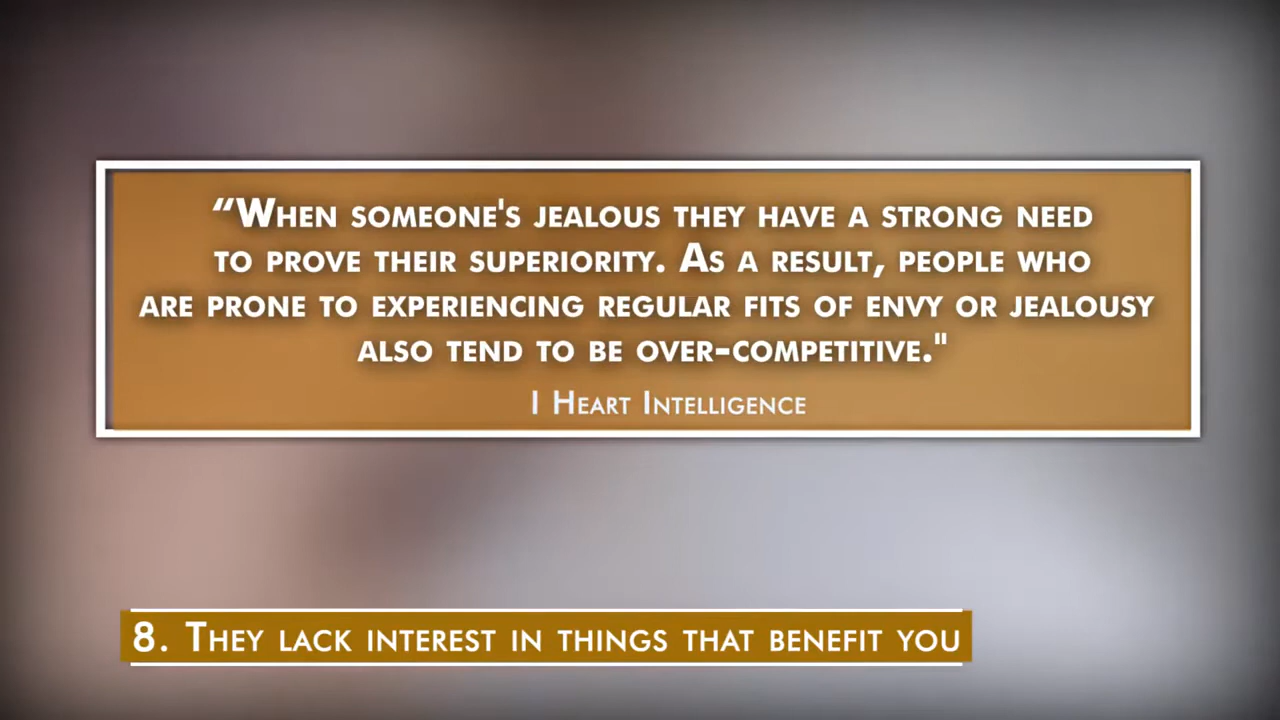 “When someone's jealous they have a strong need
to prove their superiority. As a result, people who
are prone to experiencing regular fits of envy or jealousy
also tend to be over-competitive."
I Heart Intelligence
8. They lack interest in things that benefit you